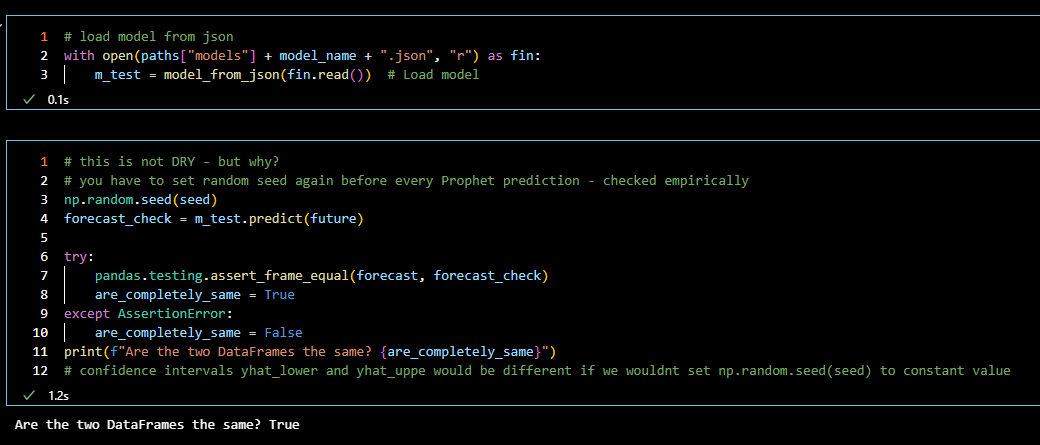 1 # load model from json
2 with open(paths["models"] + model_name + ".json", "r") as fin:
3 m_test = model_from_json(fin.read()) # Load model
✓ 0.1s
1 # this is not DRY - but why?
2 # you have to set random seed again before every Prophet prediction - checked empirically
3 np.random.seed(seed)
4 forecast_check = m_test.predict(future)
5
6 try:
7 pandas.testing.assert_frame_equal(forecast, forecast_check)
8 are_completely_same = True
9 except AssertionError:
10 are_completely_same = False
11 print(f"Are the two DataFrames the same? {are_completely_same}")
12 # confidence intervals yhat_lower and yhat_uppe would be different if we wouldnt set np.random.seed(seed) to constant value
✓ 1.2s
Are the two DataFrames the same? True